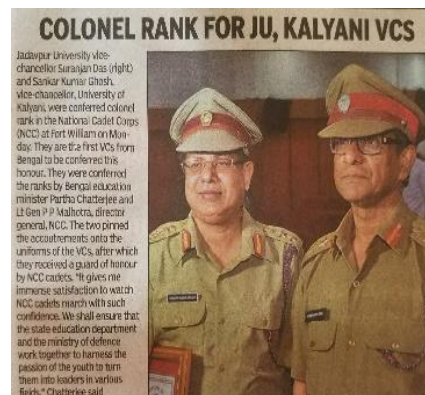 COLONEL RANK FOR JU, KALYANI VCS
Jadavpur University vice-
chancellor Suranjan Das (right)
and Sankar Kumar Ghosh,
vice-chancellor, University of
Kalyani, were conferred colonel
rank in the National Cadet Corps
(NCC) at Fort William on Mon-
day. They are the first VCs from
Bengal to be conferred this
honour. They were conferred
the ranks by Bengal education
minister Partha Chatterjee and
Lt Gen P P Malhotra, director
general, NCC. The two pinned
the accoutrements onto the
uniforms of the VCs, after which
they received a guard of honour
by NCC cadets. "It gives me
immense satisfaction to watch
NCC cadets march with such
confidence. We shall ensure that
the state education department
and the ministry of defence
work together to harness the
passion of the youth to turn
them into leaders in various
fields." Chatterjee said